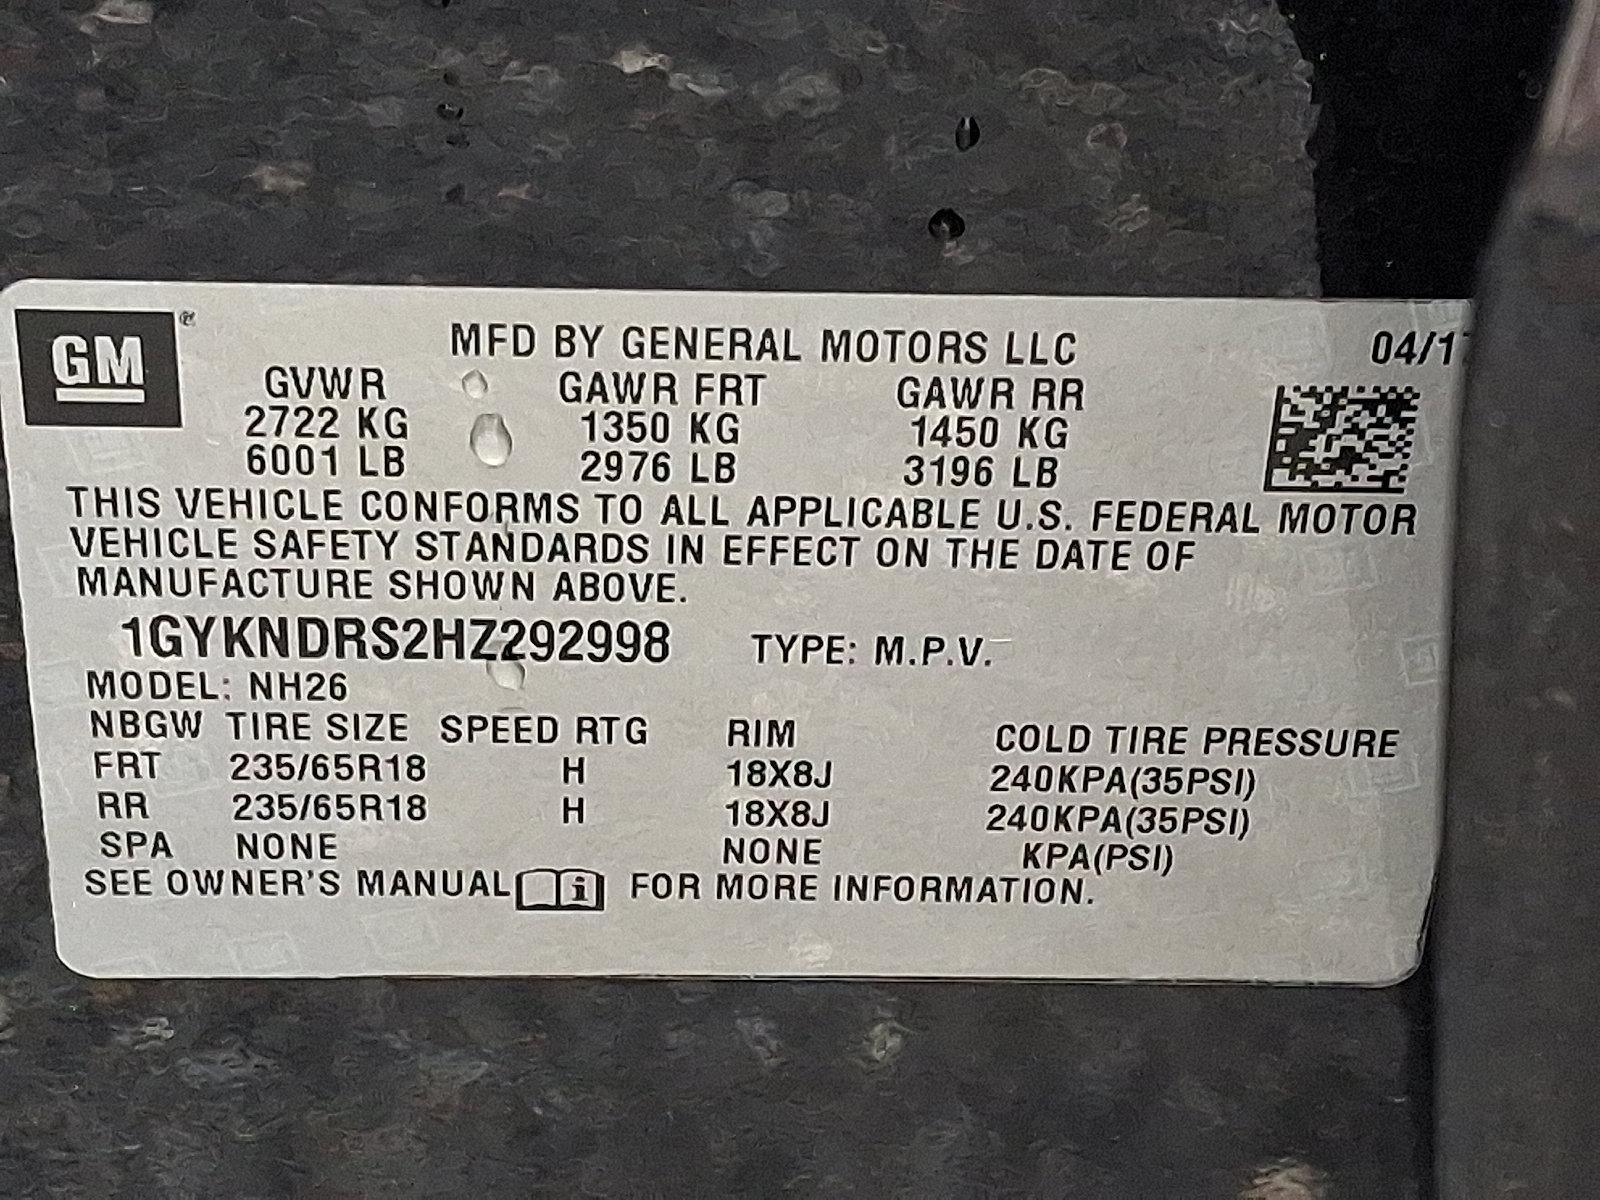 GM®
MFD BY GENERAL MOTORS LLC 04/17
GVWR GAWR FRT GAWR RR
2722 KG 1350 KG 1450 KG
6001 LB 2976 LB 3196 LB
THIS VEHICLE CONFORMS TO ALL APPLICABLE U.S. FEDERAL MOTOR
VEHICLE SAFETY STANDARDS IN EFFECT ON THE DATE OF
MANUFACTURE SHOWN ABOVE.
1GYKNDRS2HZ292998 TYPE: M.P.V.
MODEL: NH26
NBGW TIRE SIZE SPEED RTG RIM COLD TIRE PRESSURE
FRT 235/65R18 H 18X8J 240KPA(35PSI)
RR 235/65R18 H 18X8J 240KPA(35PSI)
SPA NONE NONE KPA(PSI)
SEE OWNER'S MANUAL i FOR MORE INFORMATION.